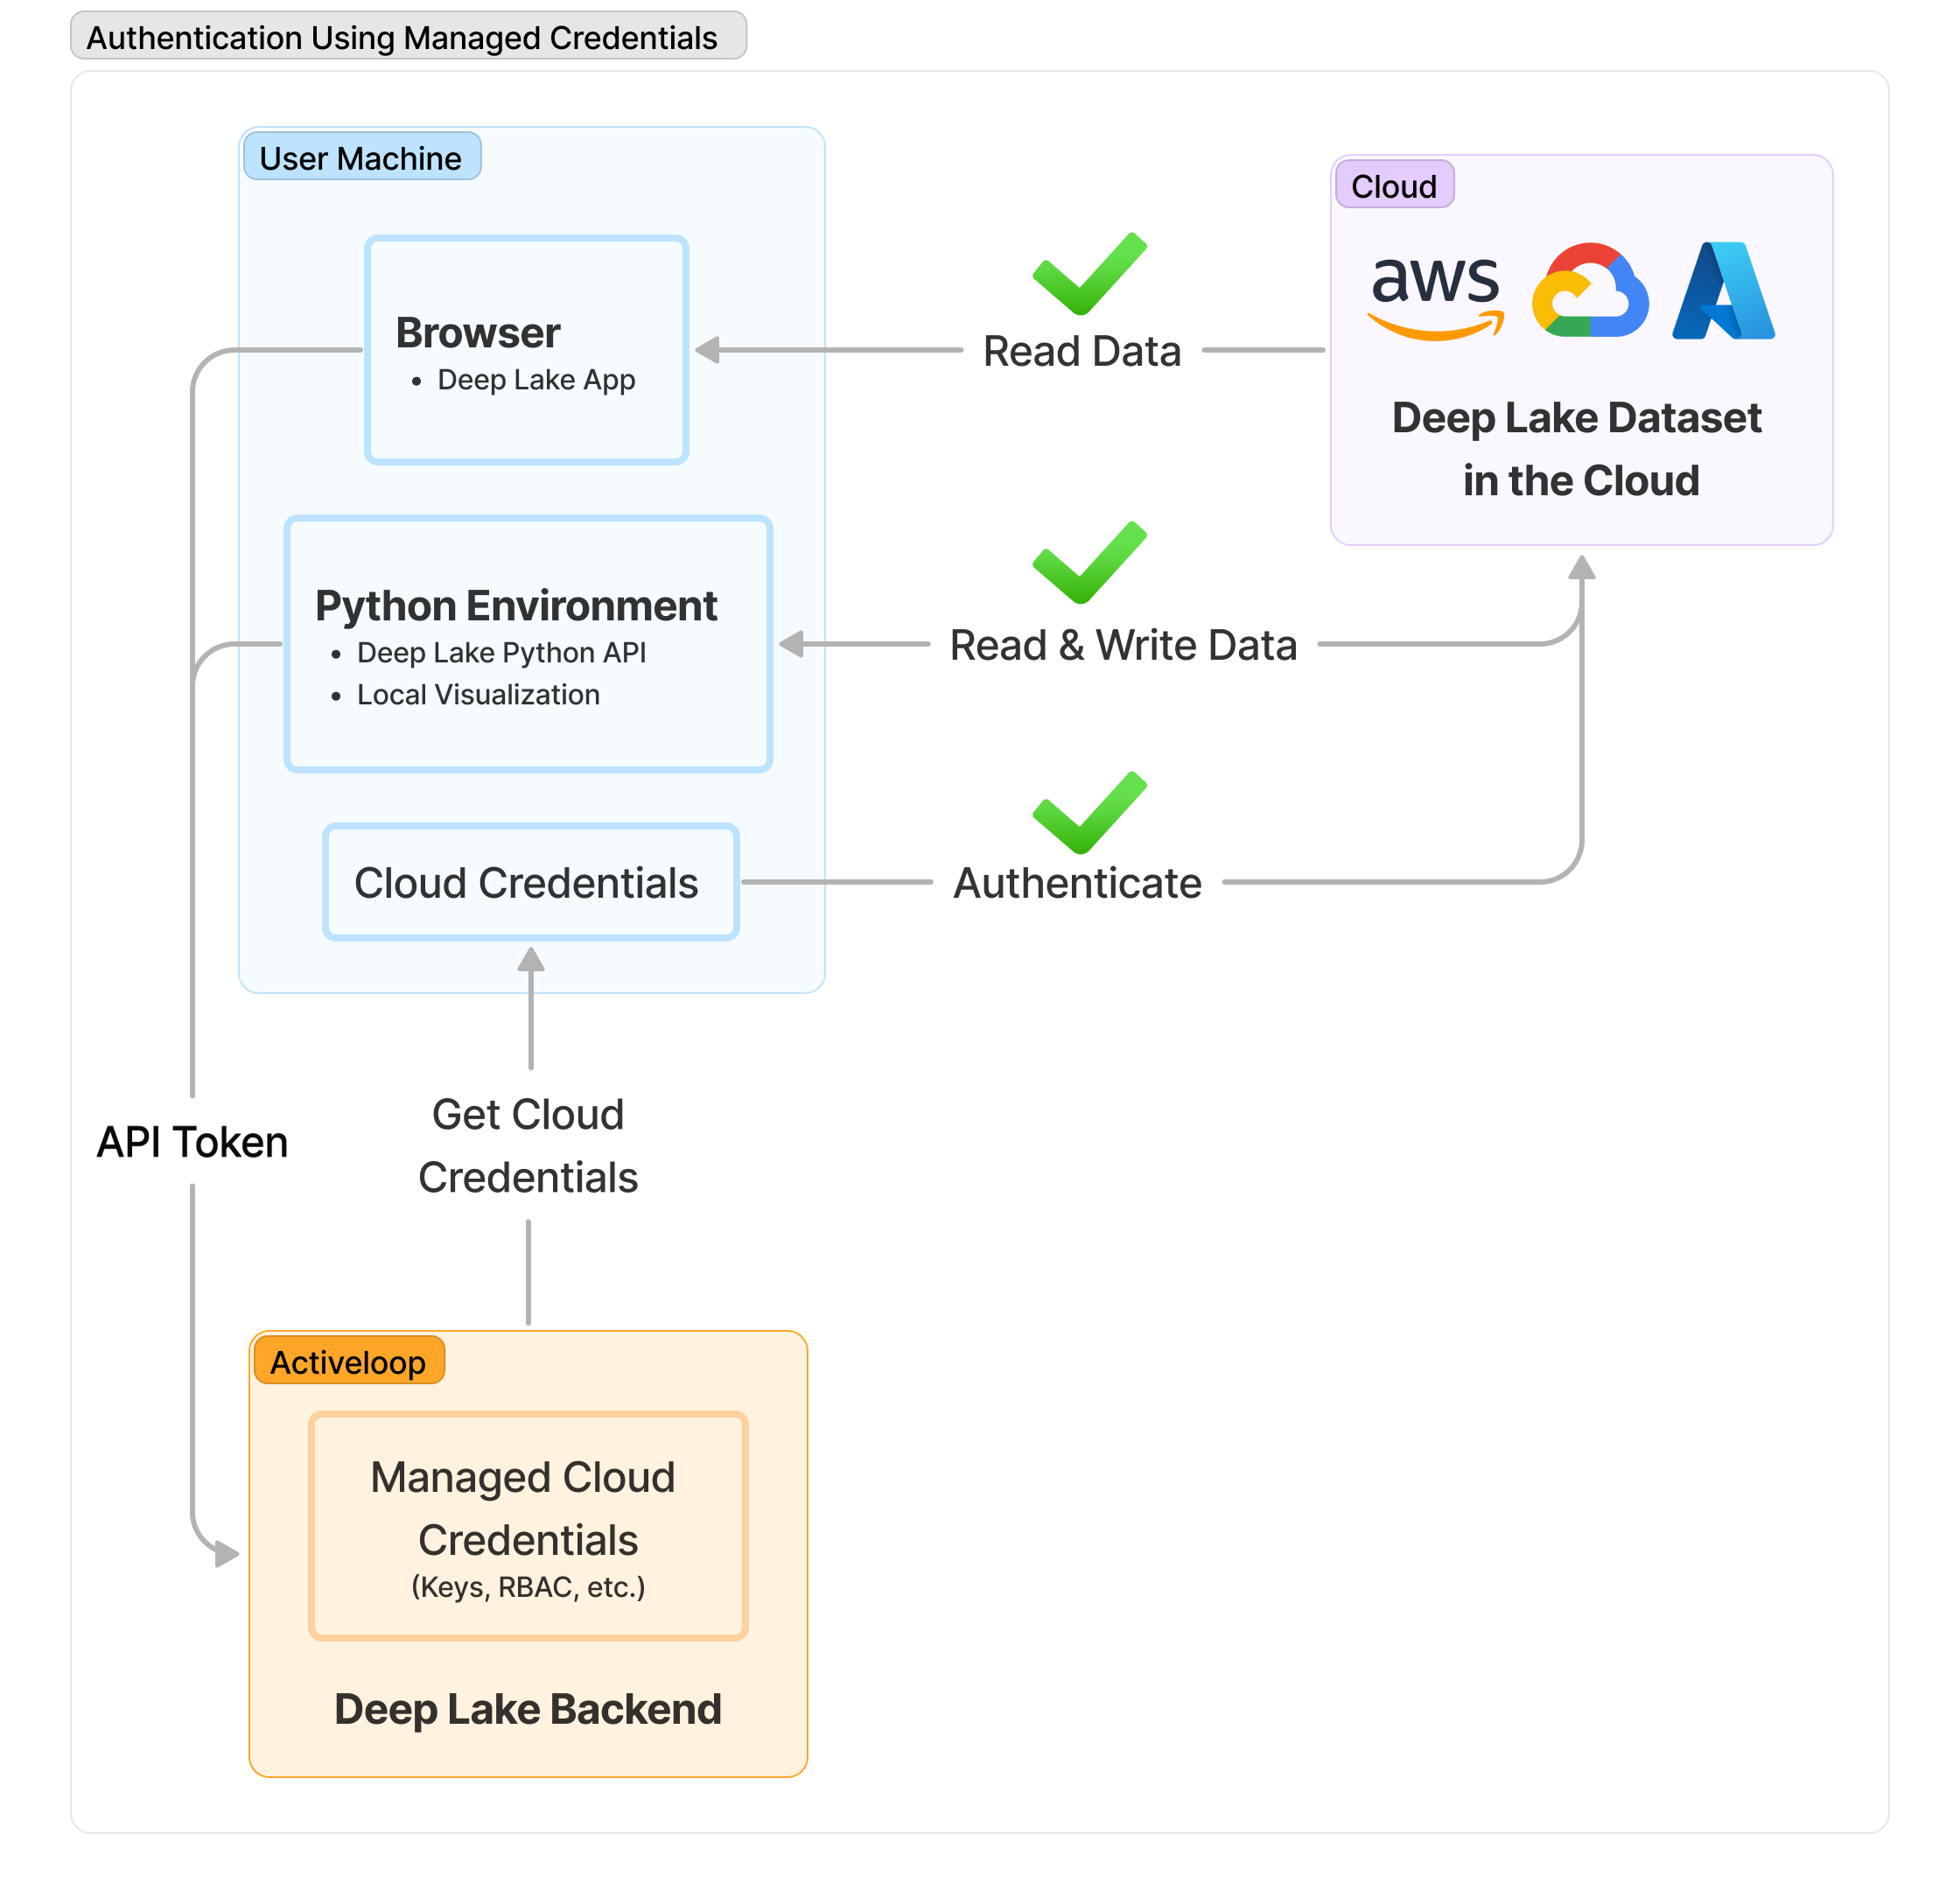 Authentication Using Managed Credentials
User Machine
Browser
• Deep Lake App
Python Environment
• Deep Lake Python API
• Local Visualization
Cloud Credentials
Read Data
Read & Write Data
Authenticate
Cloud
aws
Deep Lake Dataset
in the Cloud
API Token
Get Cloud
Credentials
Activeloop
Managed Cloud
Credentials
(Keys, RBAC, etc.)
Deep Lake Backend